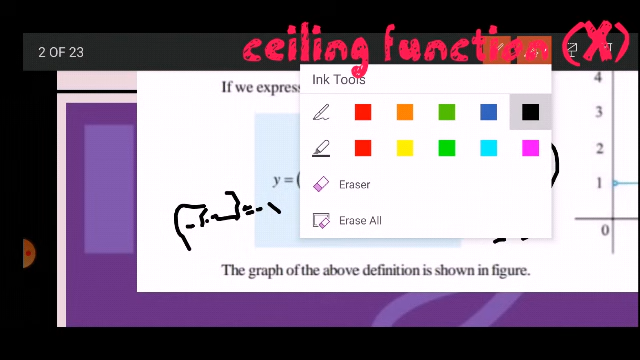 ceiling function (X)
2 OF 23
Ink Tools
If we expres
4
3
Eraser
2
y = (
1
Erase All
0
The graph of the above definition is shown in figure.